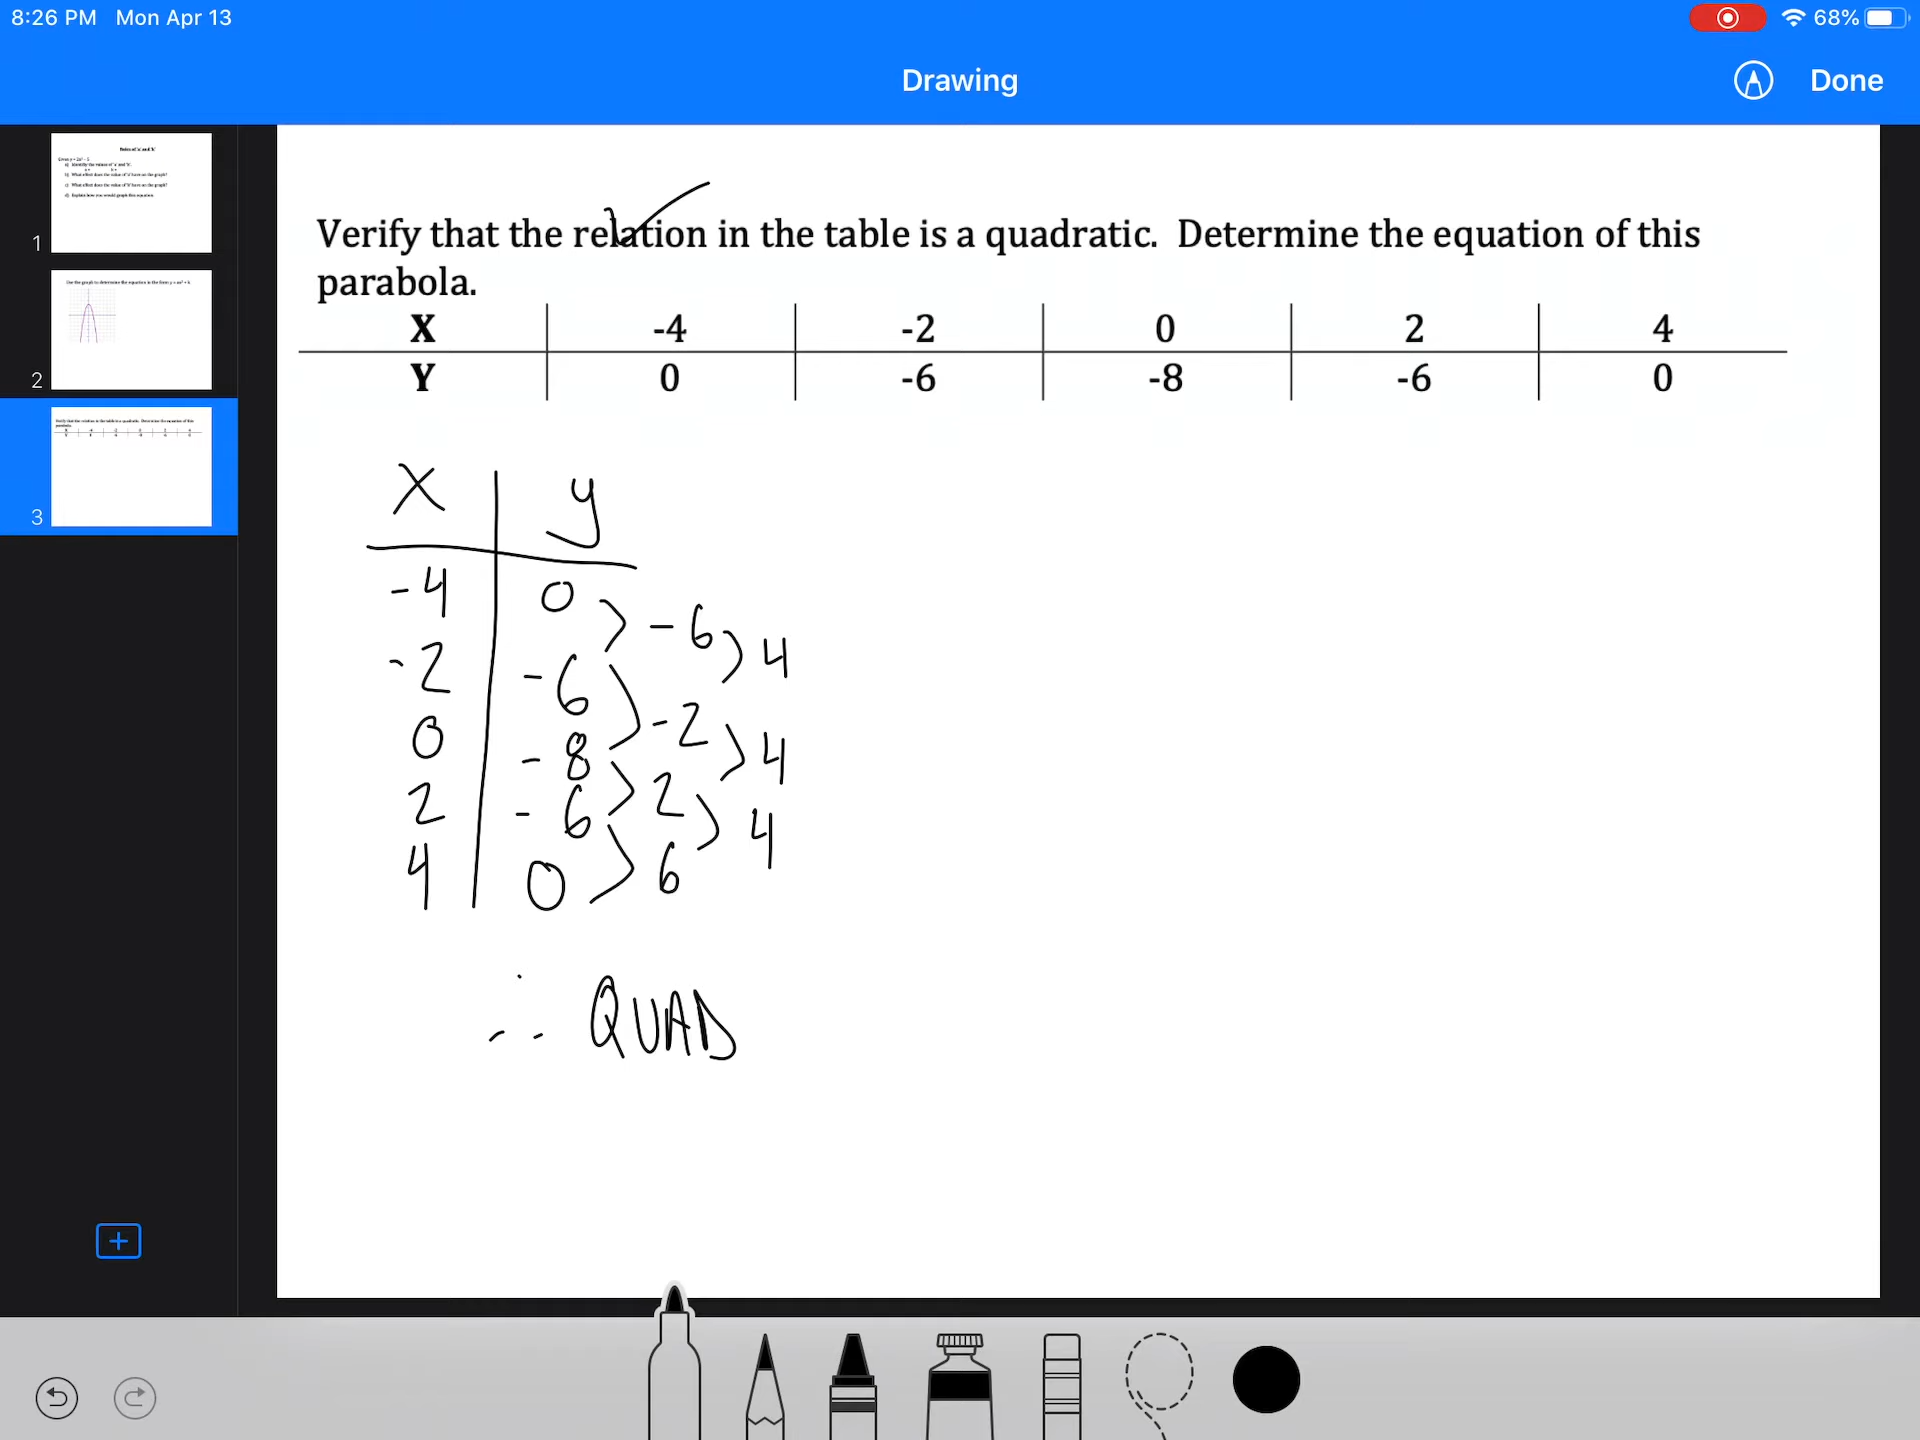 8:26 PM Mon Apr 13
68%
Drawing
Done
1
2
3
Verify that the relation in the table is a quadratic. Determine the equation of this
parabola.
X -4 -2 0 2 4
Y 0 -6 -8 -6 0
x y
-4 0
-6
4
-2 -6
-2
0 -8
4
2 -6
2
4
4 0
6
∴ QUAD